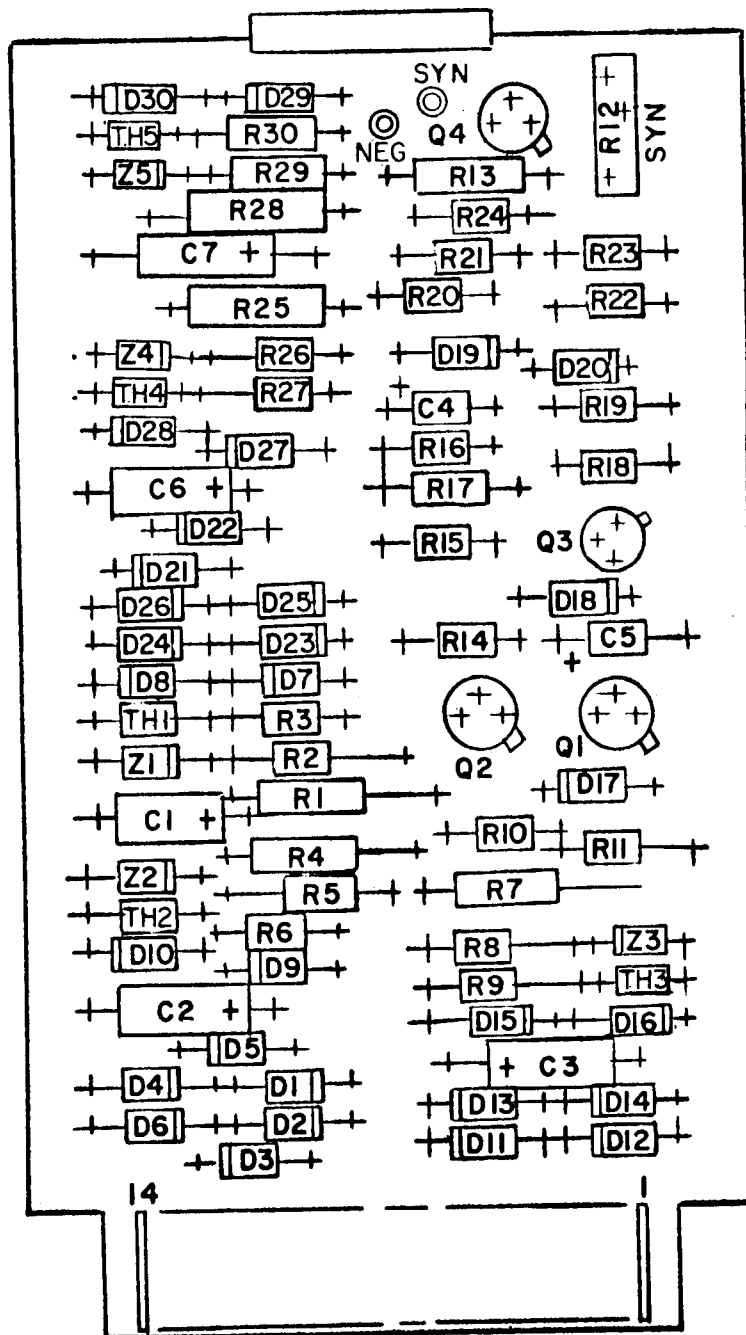 SYN
D30 D29
NEG Q4
R12 SYN
TH5 R30
Z5 R29 R13
R28 R24
C7 + R21 R23
R25 R20 R22
Z4 R26 D19 D20
TH4 R27 C4 R19
D28 D27 R16 R18
C6 + R17
D22 R15 Q3
D21 D18
D26 D25
D24 D23 R14 C5
+
D8 D7
TH1 R3
Z1 R2 Q2 Q1
R1 D17
C1 + R10 R11
R4
Z2 R5 R7
TH2 R6 R8 Z3
D10 D9 R9 TH3
C2 + D15 D16
D5 + C3
D4 D1 D13 D14
D6 D2 D11 D12
D3
14 1